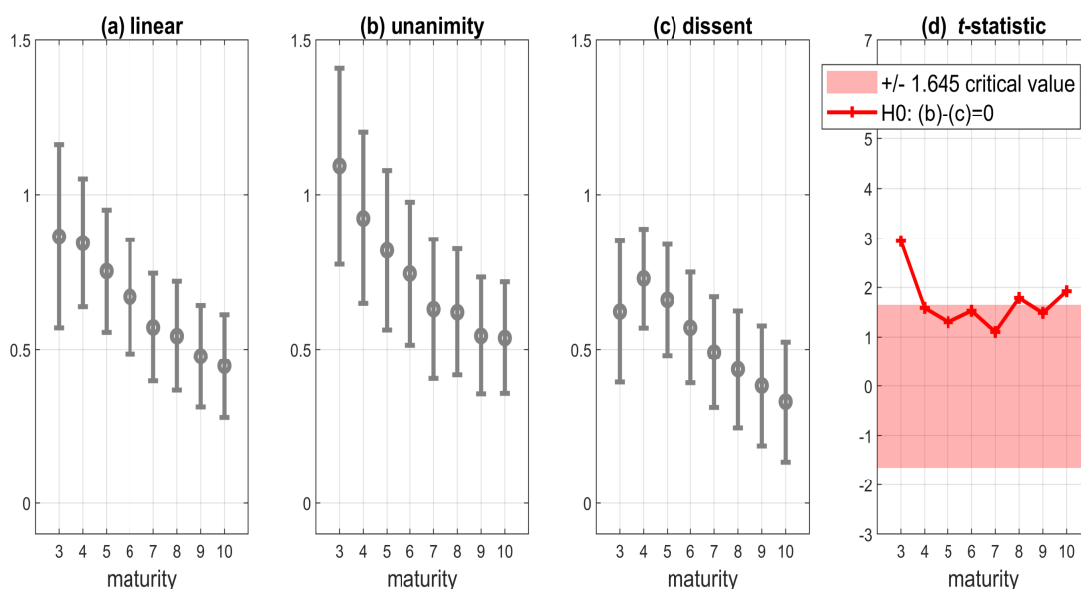 (a) linear
1.5
1
0.5
0
3 4 5 6 7 8 9 10
maturity
(b) unanimity
1.5
1
0.5
0
3 4 5 6 7 8 9 10
maturity
(c) dissent
1.5
1
0.5
0
3 4 5 6 7 8 9 10
maturity
(d) t-statistic
7
+/- 1.645 critical value
H0: (b)-(c)=0
5
4
3
2
1
0
-1
-2
-3
3 4 5 6 7 8 9 10
maturity